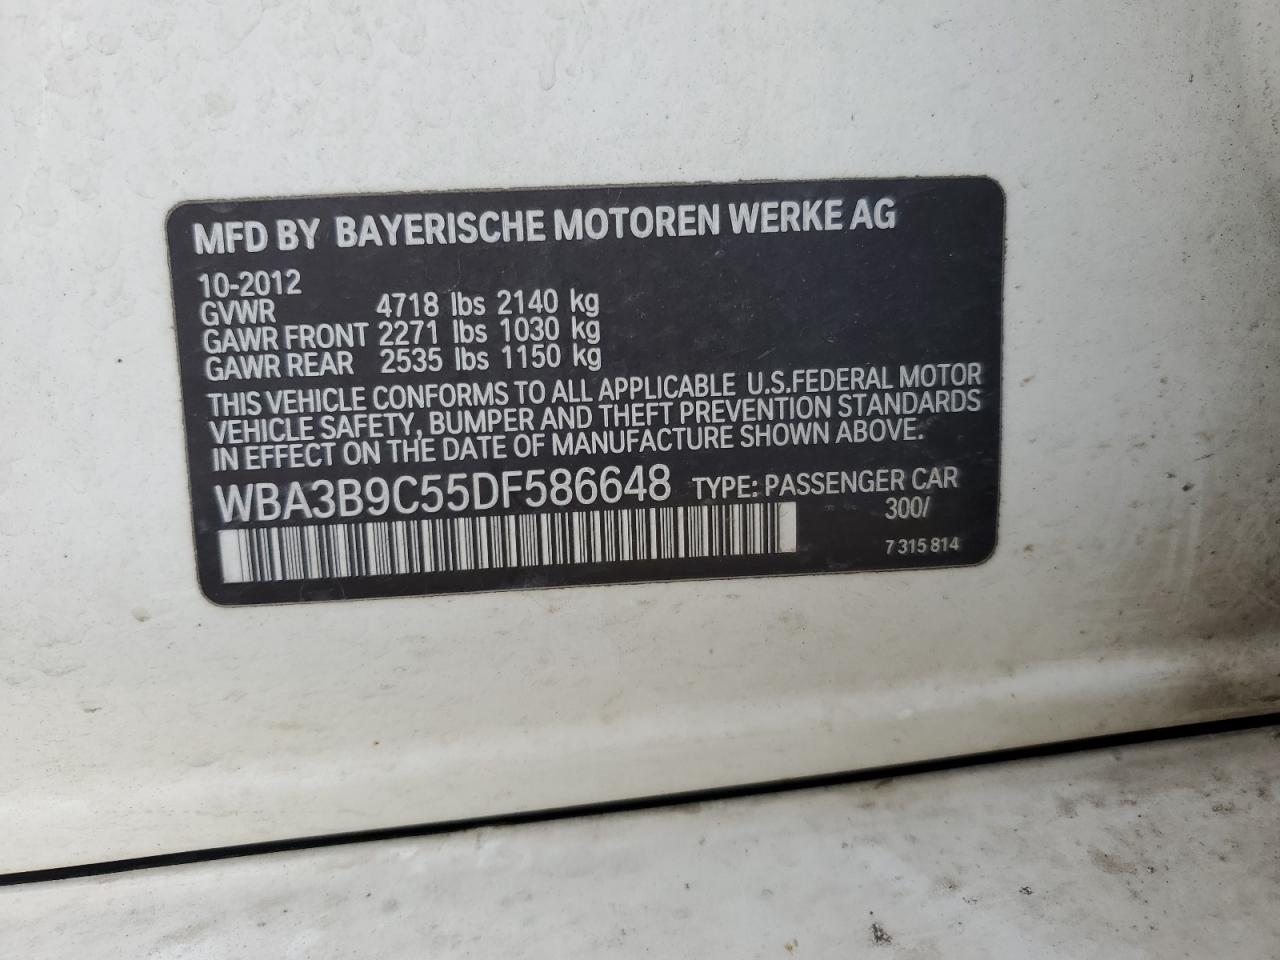 MFD BY BAYERISCHE MOTOREN WERKE AG
10-2012
GVWR 4718 lbs 2140 kg
GAWR FRONT 2271 lbs 1030 kg
GAWR REAR 2535 lbs 1150 kg
THIS VEHICLE CONFORMS TO ALL APPLICABLE U.S.FEDERAL MOTOR
VEHICLE SAFETY, BUMPER AND THEFT PREVENTION STANDARDS
IN EFFECT ON THE DATE OF MANUFACTURE SHOWN ABOVE.
WBA3B9C55DF586648 TYPE: PASSENGER CAR
300/
7 315 814